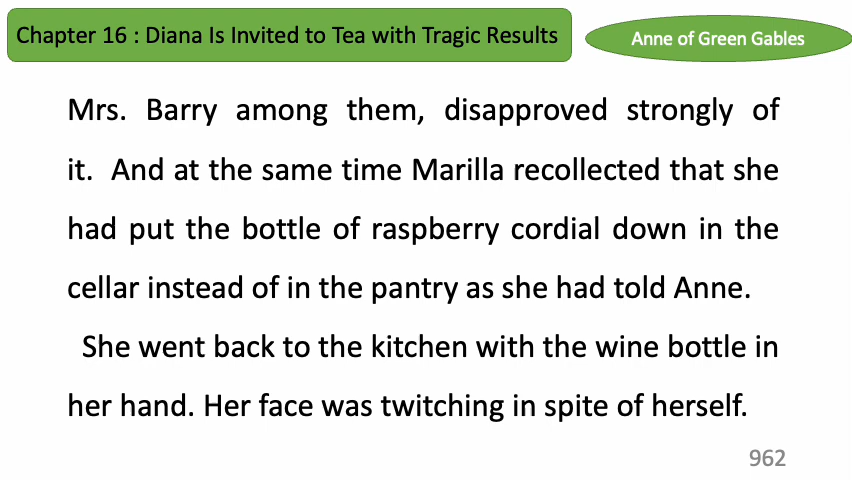 Chapter 16 : Diana Is Invited to Tea with Tragic Results
Anne of Green Gables
Mrs. Barry among them, disapproved strongly of
it. And at the same time Marilla recollected that she
had put the bottle of raspberry cordial down in the
cellar instead of in the pantry as she had told Anne.
She went back to the kitchen with the wine bottle in
her hand. Her face was twitching in spite of herself.
962